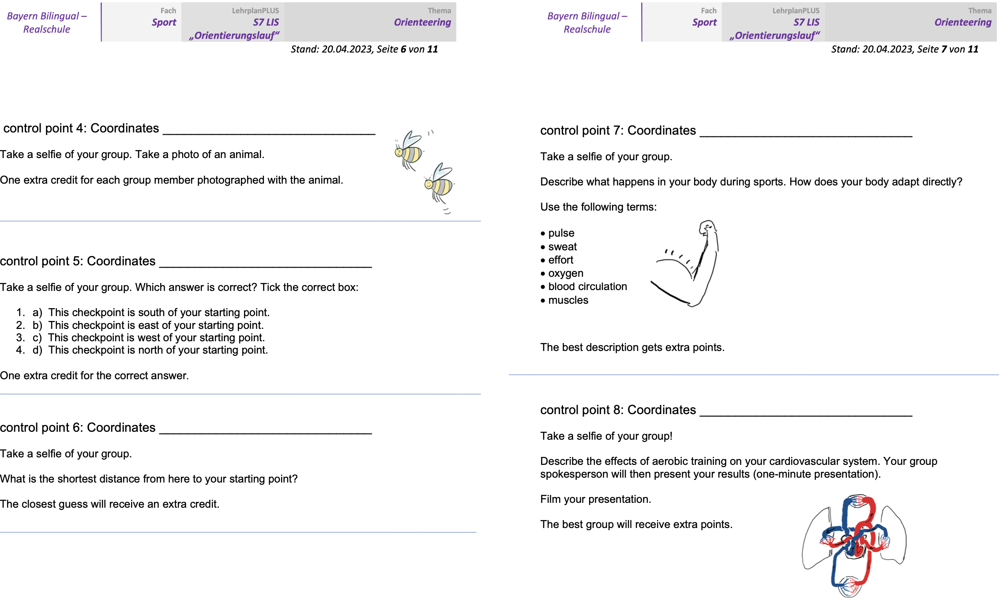 Bayern Bilingual –
Realschule
Fach
Sport
LehrplanPLUS
S7 LIS
„Orientierungslauf“
Thema
Orienteering
Stand: 20.04.2023, Seite 6 von 11
control point 4: Coordinates ______________________________
Take a selfie of your group. Take a photo of an animal.
One extra credit for each group member photographed with the animal.
control point 5: Coordinates ______________________________
Take a selfie of your group. Which answer is correct? Tick the correct box:
1. a) This checkpoint is south of your starting point.
2. b) This checkpoint is east of your starting point.
3. c) This checkpoint is west of your starting point.
4. d) This checkpoint is north of your starting point.
One extra credit for the correct answer.
control point 6: Coordinates ______________________________
Take a selfie of your group.
What is the shortest distance from here to your starting point?
The closest guess will receive an extra credit.
Bayern Bilingual –
Realschule
Fach
Sport
LehrplanPLUS
S7 LIS
„Orientierungslauf“
Thema
Orienteering
Stand: 20.04.2023, Seite 7 von 11
control point 7: Coordinates ______________________________
Take a selfie of your group.
Describe what happens in your body during sports. How does your body adapt directly?
Use the following terms:
• pulse
• sweat
• effort
• oxygen
• blood circulation
• muscles
The best description gets extra points.
control point 8: Coordinates ______________________________
Take a selfie of your group!
Describe the effects of aerobic training on your cardiovascular system. Your group
spokesperson will then present your results (one-minute presentation).
Film your presentation.
The best group will receive extra points.